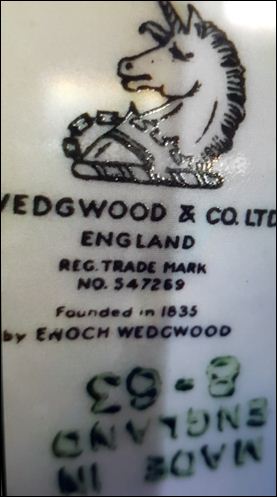 WEDGWOOD & CO. LTD
ENGLAND
REG. TRADE MARK
NO. 547269
Founded in 1835
by ENOCH WEDGWOOD
MADE IN
ENGLAND
8-63